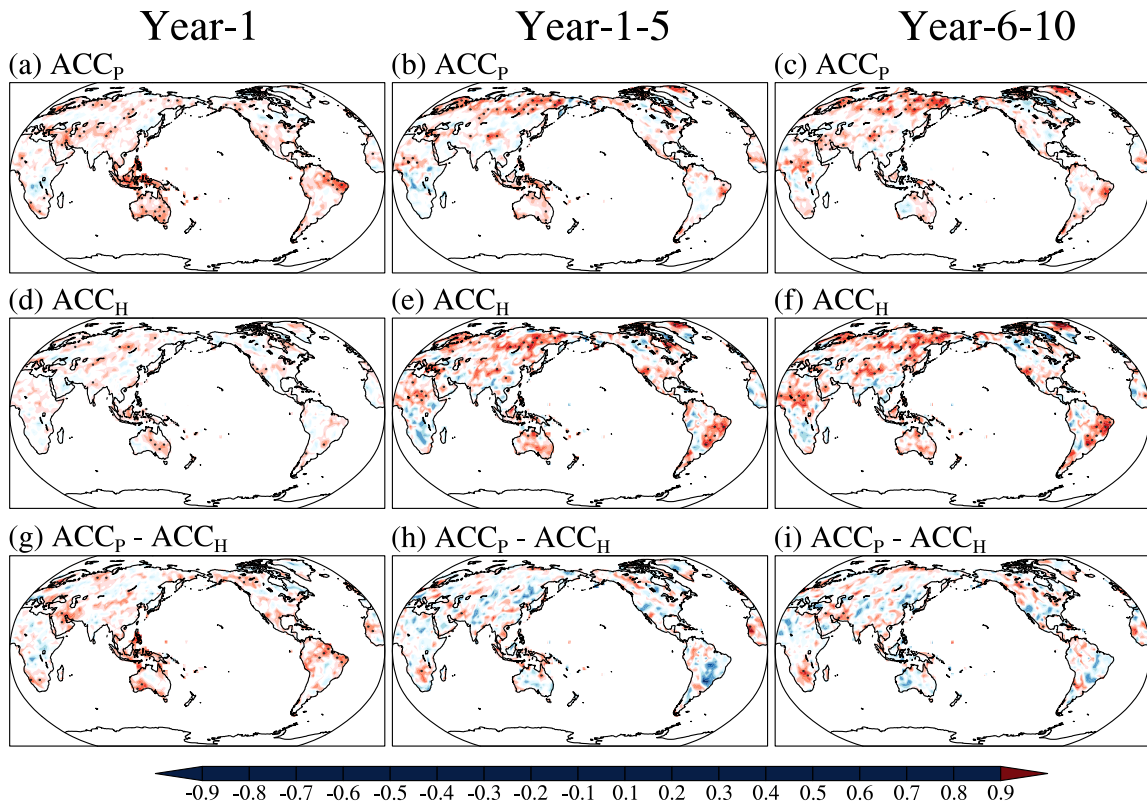 Year-1 Year-1-5 Year-6-10
(a) ACC_P (b) ACC_P (c) ACC_P
(d) ACC_H (e) ACC_H (f) ACC_H
(g) ACC_P - ACC_H (h) ACC_P - ACC_H (i) ACC_P - ACC_H
-0.9 -0.8 -0.7 -0.6 -0.5 -0.4 -0.3 -0.2 -0.1 0.1 0.2 0.3 0.4 0.5 0.6 0.7 0.8 0.9